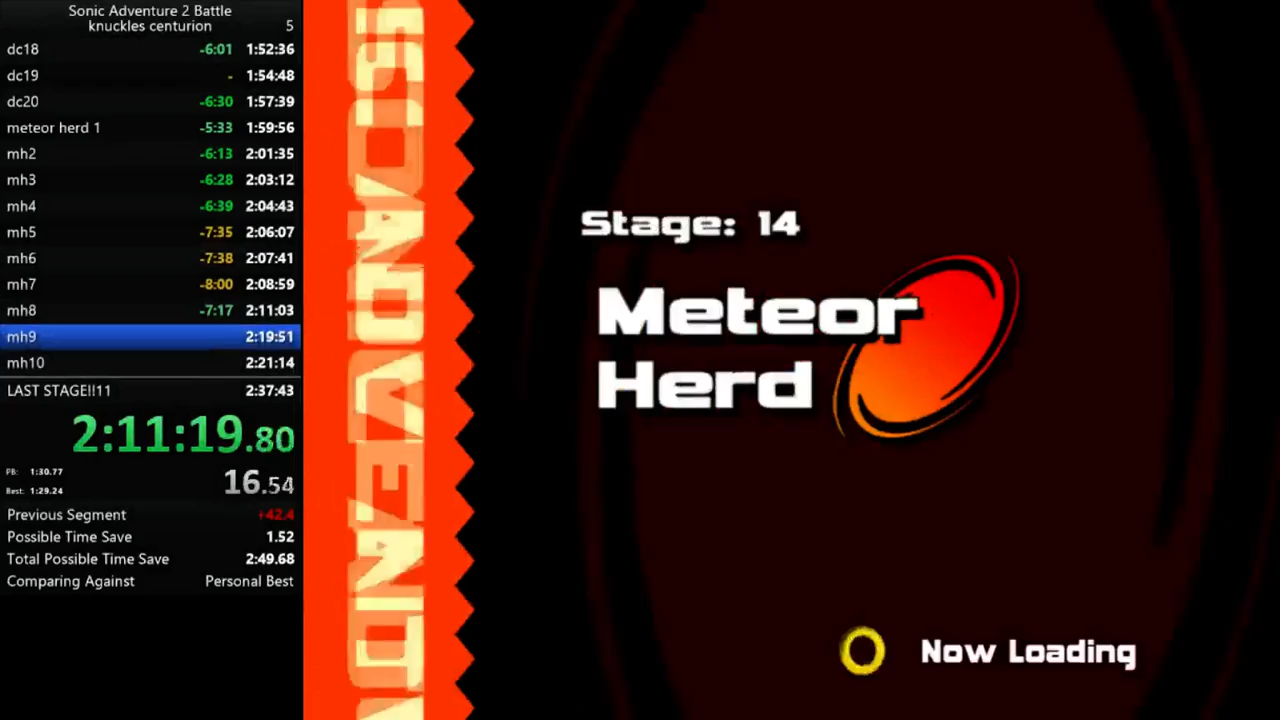 Sonic Adventure 2 Battle
knuckles centurion 5
dc18 -6:01 1:52:36
dc19 - 1:54:48
dc20 -6:30 1:57:39
meteor herd 1 -5:33 1:59:56
mh2 -6:13 2:01:35
mh3 -6:28 2:03:12
mh4 -6:39 2:04:43
mh5 -7:35 2:06:07
mh6 -7:38 2:07:41
mh7 -8:00 2:08:59
mh8 -7:17 2:11:03
mh9 2:19:51
mh10 2:21:14
LAST STAGE!!11 2:37:43
2:11:19.80
PB: 1:30.77
Best: 1:29.24
16.54
Previous Segment +42.4
Possible Time Save 1.52
Total Possible Time Save 2:49.68
Comparing Against Personal Best
Stage: 14
Meteor
Herd
Now Loading